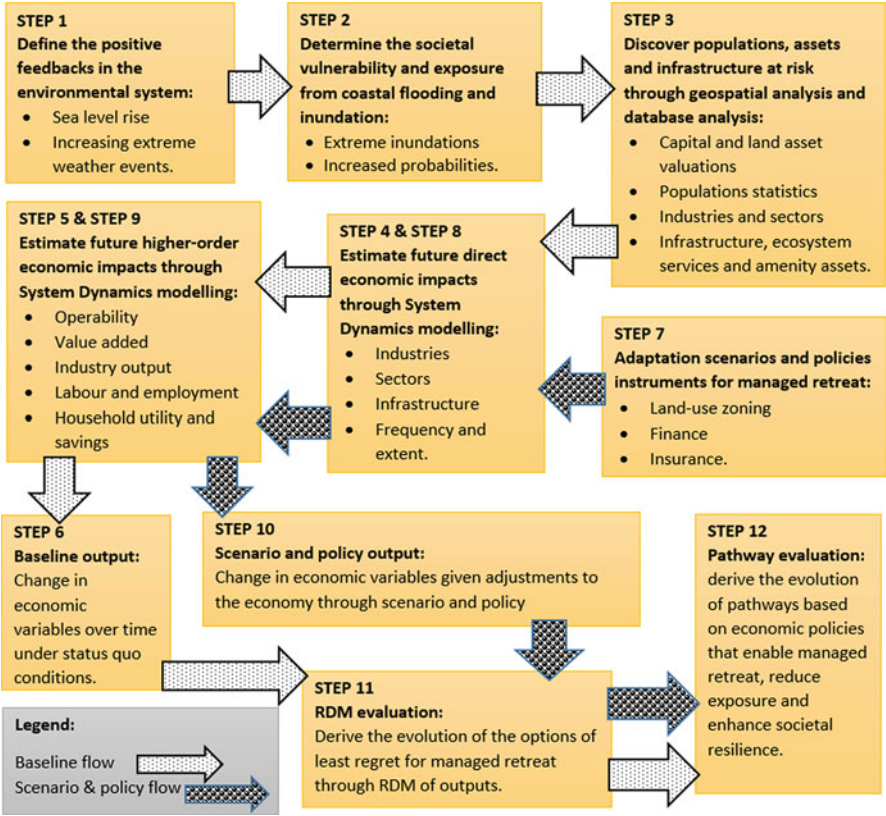 STEP 1
Define the positive
feedbacks in the
environmental system:
• Sea level rise
• Increasing extreme
weather events.
STEP 2
Determine the societal
vulnerability and exposure
from coastal flooding and
inundation:
• Extreme inundations
• Increased probabilities.
STEP 3
Discover populations, assets
and infrastructure at risk
through geospatial analysis and
database analysis:
• Capital and land asset
valuations
• Populations statistics
• Industries and sectors
• Infrastructure, ecosystem
services and amenity assets.
STEP 4 & STEP 8
Estimate future direct
economic impacts
through System
Dynamics modelling:
• Industries
• Sectors
• Infrastructure
• Frequency and
extent.
STEP 5 & STEP 9
Estimate future higher-order
economic impacts through
System Dynamics modelling:
• Operability
• Value added
• Industry output
• Labour and employment
• Household utility and
savings
STEP 7
Adaptation scenarios and policies
instruments for managed retreat:
• Land-use zoning
• Finance
• Insurance.
STEP 6
Baseline output:
Change in
economic
variables over time
under status quo
conditions.
STEP 10
Scenario and policy output:
Change in economic variables given adjustments to
the economy through scenario and policy
STEP 11
RDM evaluation:
Derive the evolution of the options of
least regret for managed retreat
through RDM of outputs.
STEP 12
Pathway evaluation:
derive the evolution
of pathways based
on economic policies
that enable managed
retreat, reduce
exposure and
enhance societal
resilience.
Legend:
Baseline flow
Scenario & policy flow